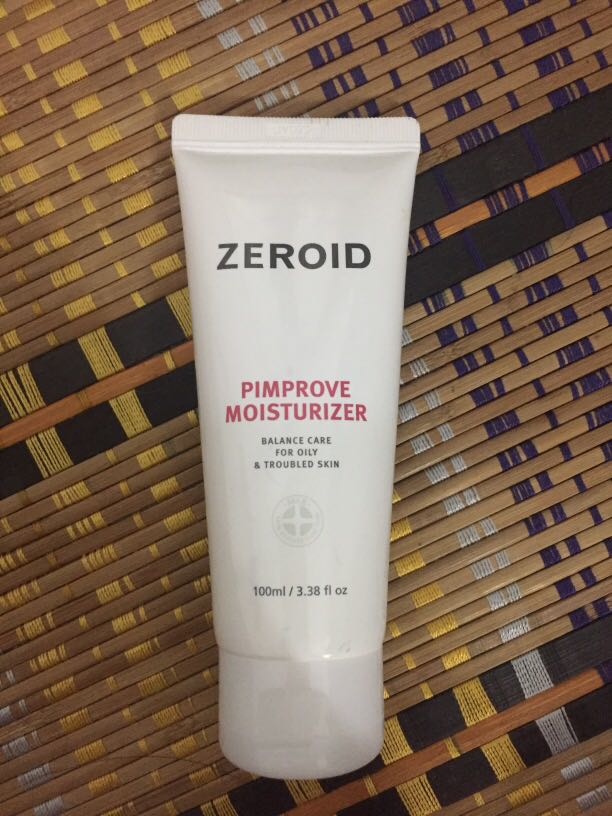 ZEROID
PIMPROVE
MOISTURIZER
BALANCE CARE
FOR OILY
& TROUBLED SKIN
100ml / 3.38 fl oz